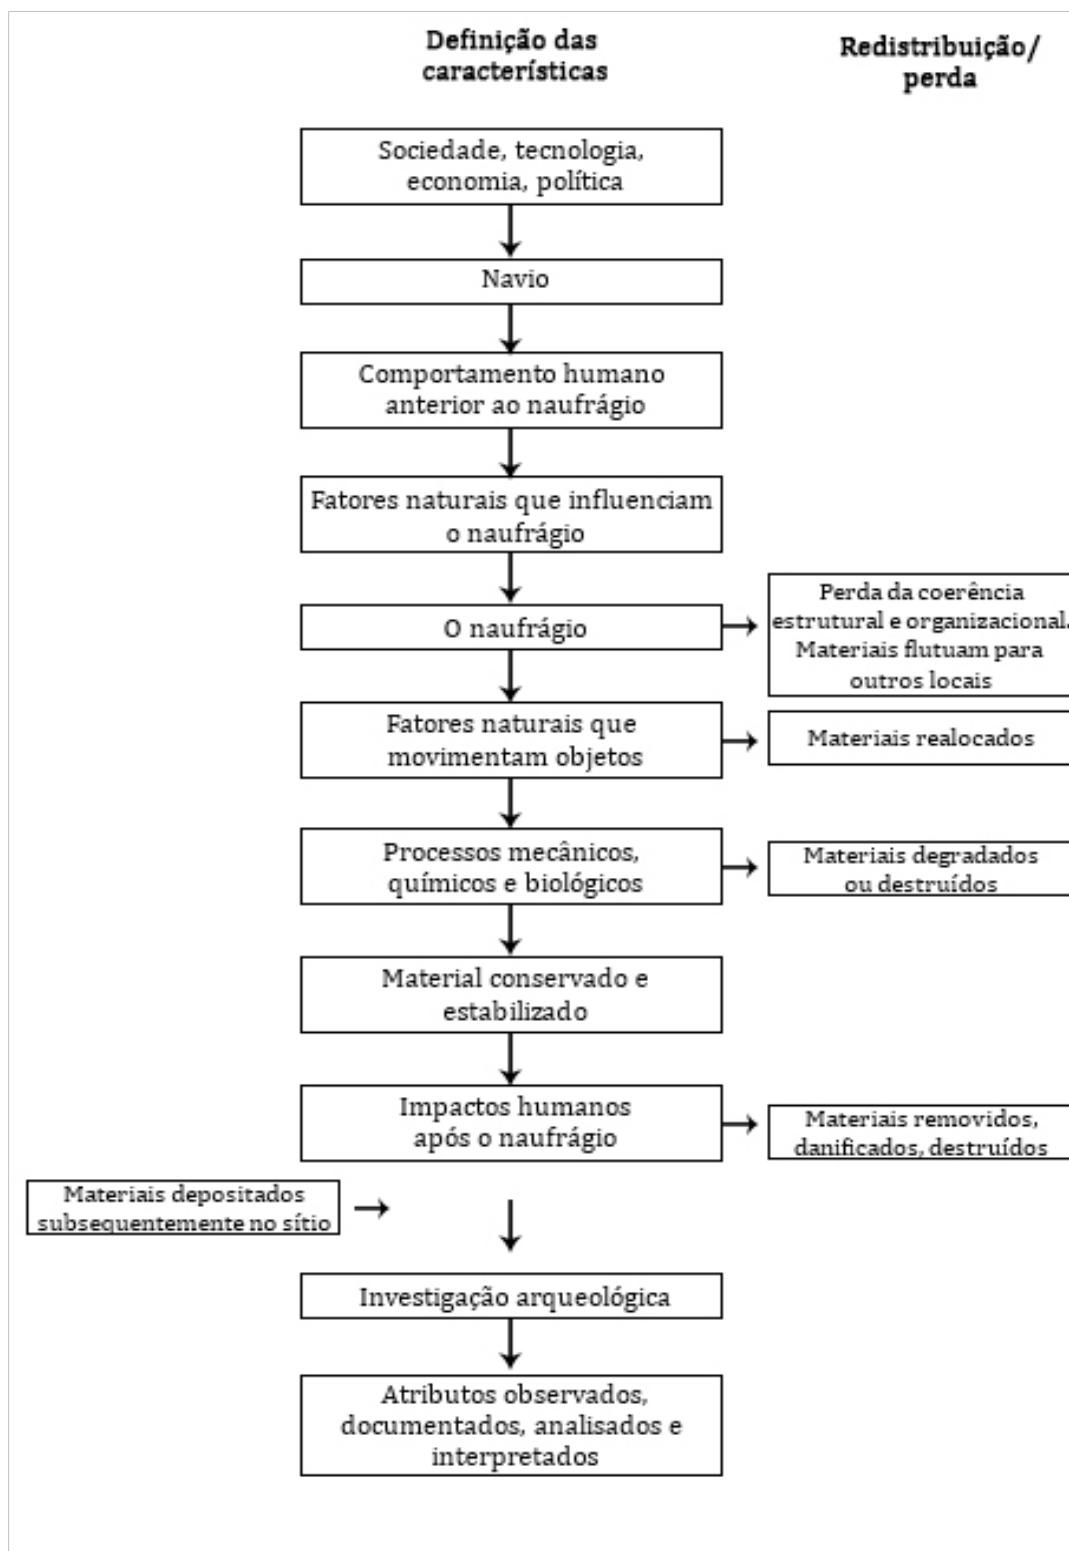 Definição das
características
Redistribuição/
perda
Sociedade, tecnologia,
economia, política
Navio
Comportamento humano
anterior ao naufrágio
Fatores naturais que influenciam
o naufrágio
O naufrágio
Perda da coerência
estrutural e organizacional.
Materiais flutuam para
outros locais
Fatores naturais que
movimentam objetos
Materiais realocados
Processos mecânicos,
químicos e biológicos
Materiais degradados
ou destruídos
Material conservado e
estabilizado
Impactos humanos
após o naufrágio
Materiais removidos,
danificados, destruídos
Materiais depositados
subsequentemente no sítio
Investigação arqueológica
Atributos observados,
documentados, analisados e
interpretados